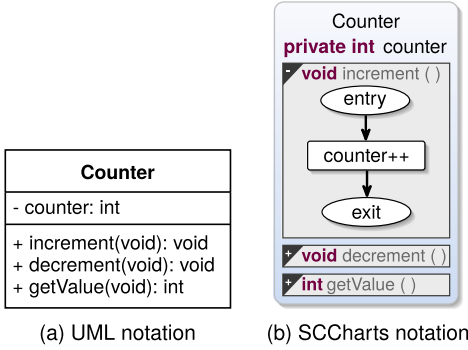 Counter
- counter: int
+ increment(void): void
+ decrement(void): void
+ getValue(void): int
(a) UML notation
Counter
private int counter
- void increment ( )
entry
counter++
exit
+ void decrement ( )
+ int getValue ( )
(b) SCCharts notation